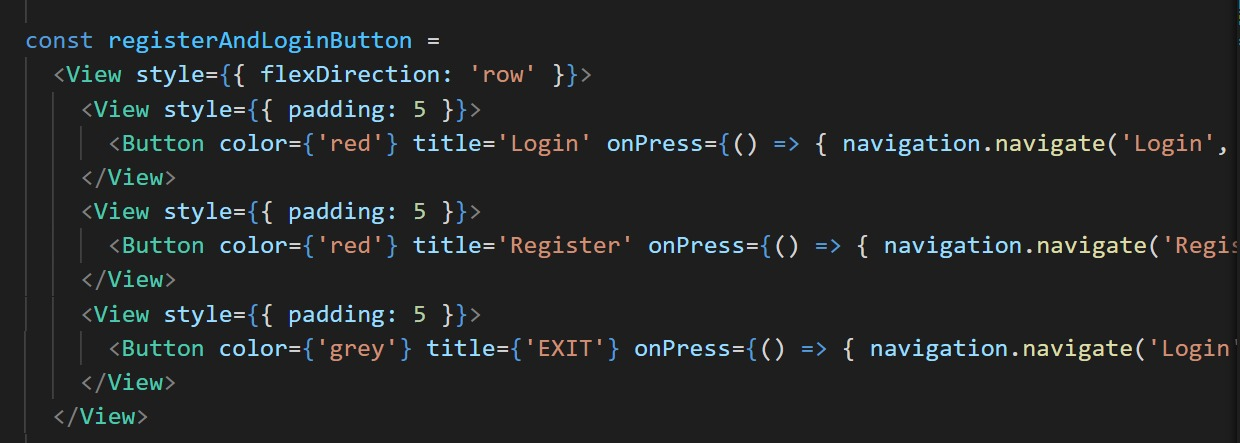 const registerAndLoginButton =
<View style={{ flexDirection: 'row' }}>
<View style={{ padding: 5 }}>
<Button color={'red'} title='Login' onPress={() => { navigation.navigate('Login',
</View>
<View style={{ padding: 5 }}>
<Button color={'red'} title='Register' onPress={() => { navigation.navigate('Regis
</View>
<View style={{ padding: 5 }}>
<Button color={'grey'} title={'EXIT'} onPress={() => { navigation.navigate('Login'
</View>
</View>